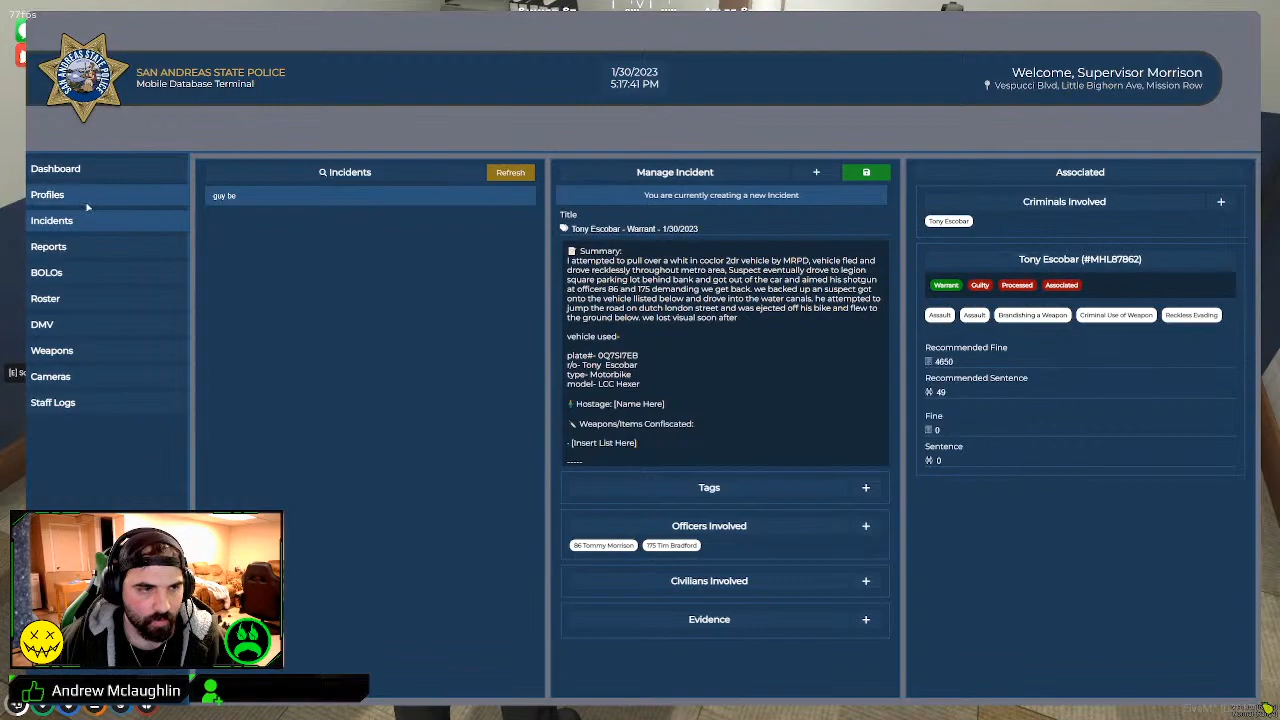 77fps
SAN ANDREAS STATE POLICE
Mobile Database Terminal
1/30/2023
5:17:41 PM
Welcome, Supervisor Morrison
Vespucci Blvd, Little Bighorn Ave, Mission Row
Dashboard
Profiles
Incidents
Reports
BOLOs
Roster
DMV
Weapons
Cameras
Staff Logs
Incidents
Refresh
guy be
Manage Incident
You are currently creating a new Incident
Title
Tony Escobar - Warrant - 1/30/2023
Summary:
I attempted to pull over a whit in coclor 2dr vehicle by MRPD, vehicle fled and
drove recklessly throughout metro area, Suspect eventually drove to legion
square parking lot behind bank and got out of the car and aimed his shotgun
at officers 86 and 175 demanding we get back. we backed up an suspect got
onto the vehicle llisted below and drove into the water canals. he attempted to
jump the road on dutch london street and was ejected off his bike and flew to
the ground below. we lost visual soon after
vehicle used-
plate#- 0Q7SI7EB
r/o- Tony Escobar
type- Motorbike
model- LCC Hexer
Hostage: [Name Here]
Weapons/Items Confiscated:
- [Insert List Here]
-----
Tags
Officers Involved
86 Tommy Morrison
175 Tim Bradford
Civilians Involved
Evidence
Associated
Criminals Involved
Tony Escobar
Tony Escobar (#MHL87862)
Warrant
Guilty
Processed
Associated
Assault
Assault
Brandishing a Weapon
Criminal Use of Weapon
Reckless Evading
Recommended Fine
4650
Recommended Sentence
49
Fine
0
Sentence
0
Andrew Mclaughlin